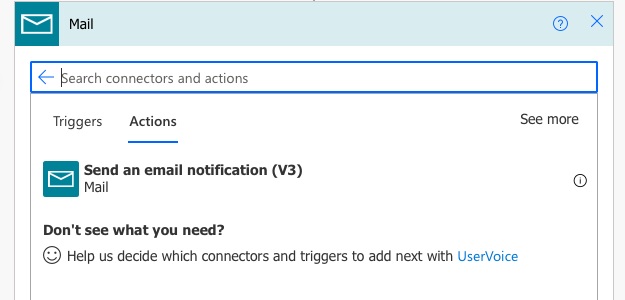 Mail
Search connectors and actions
Triggers Actions See more
Send an email notification (V3)
Mail
Don't see what you need?
Help us decide which connectors and triggers to add next with UserVoice